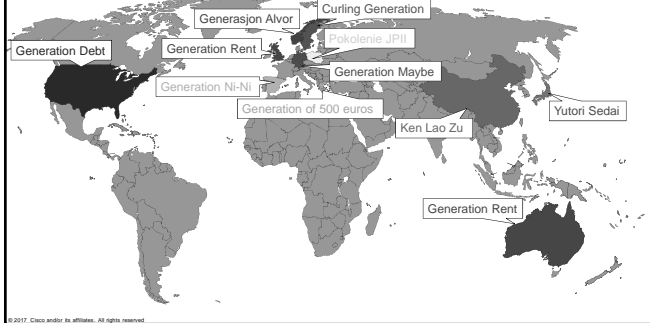 Curling Generation
Generasjon Alvor
Pokolenie JPII
Generation Debt
Generation Rent
Generation Maybe
Generation Ni-Ni
Generation of 500 euros
Yutori Sedai
Ken Lao Zu
Generation Rent
© 2017 Cisco and/or its affiliates. All rights reserved